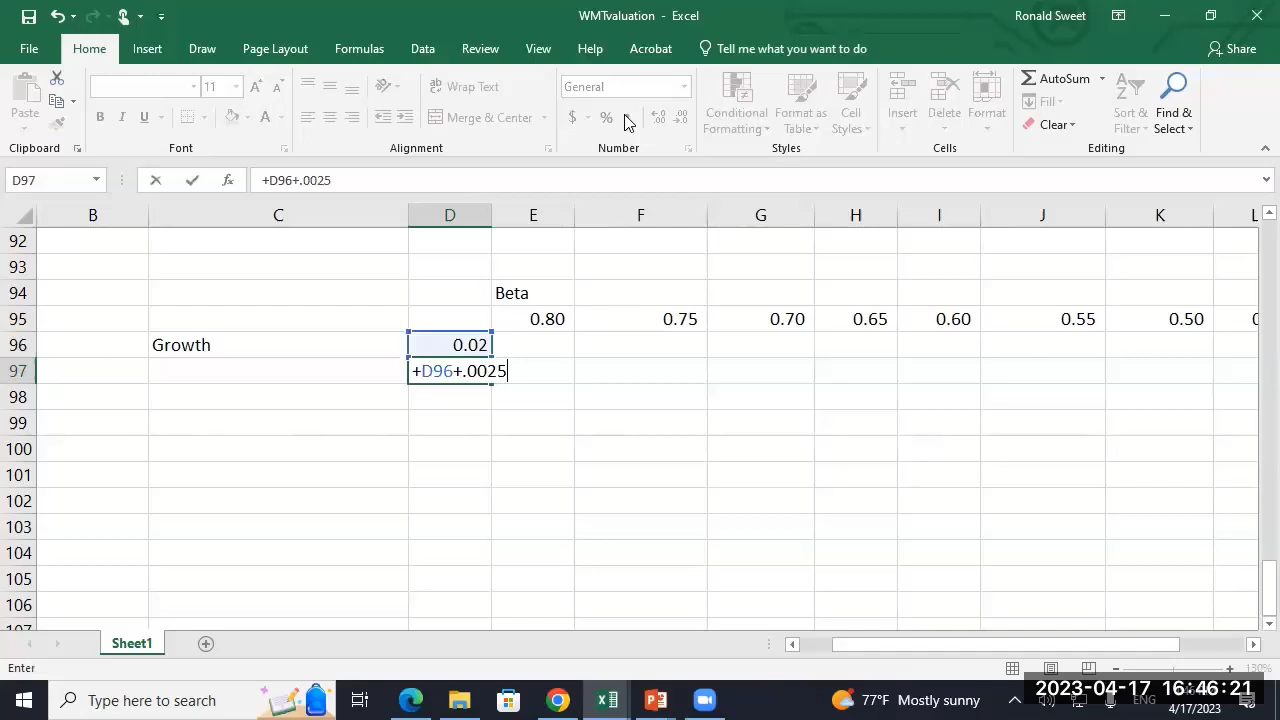 WMTvaluation - Excel
Ronald Sweet
File Home Insert Draw Page Layout Formulas Data Review View Help Acrobat Tell me what you want to do Share
Paste
11
Wrap Text
Merge & Center
General
$ %
Conditional Formatting
Format as Table
Cell Styles
Insert
Delete
Format
AutoSum
Fill
Clear
Sort & Filter
Find & Select
Clipboard Font Alignment Number Styles Cells Editing
D97 fx +D96+.0025
B C D E F G H I J K L
92
93
94 Beta
95 0.80 0.75 0.70 0.65 0.60 0.55 0.50
96 Growth 0.02
97 +D96+.0025
98
99
100
101
102
103
104
105
106
107
Sheet1
Enter
130%
Type here to search
77°F Mostly sunny
ENG
2023-04-17 16:46:21
4/17/2023